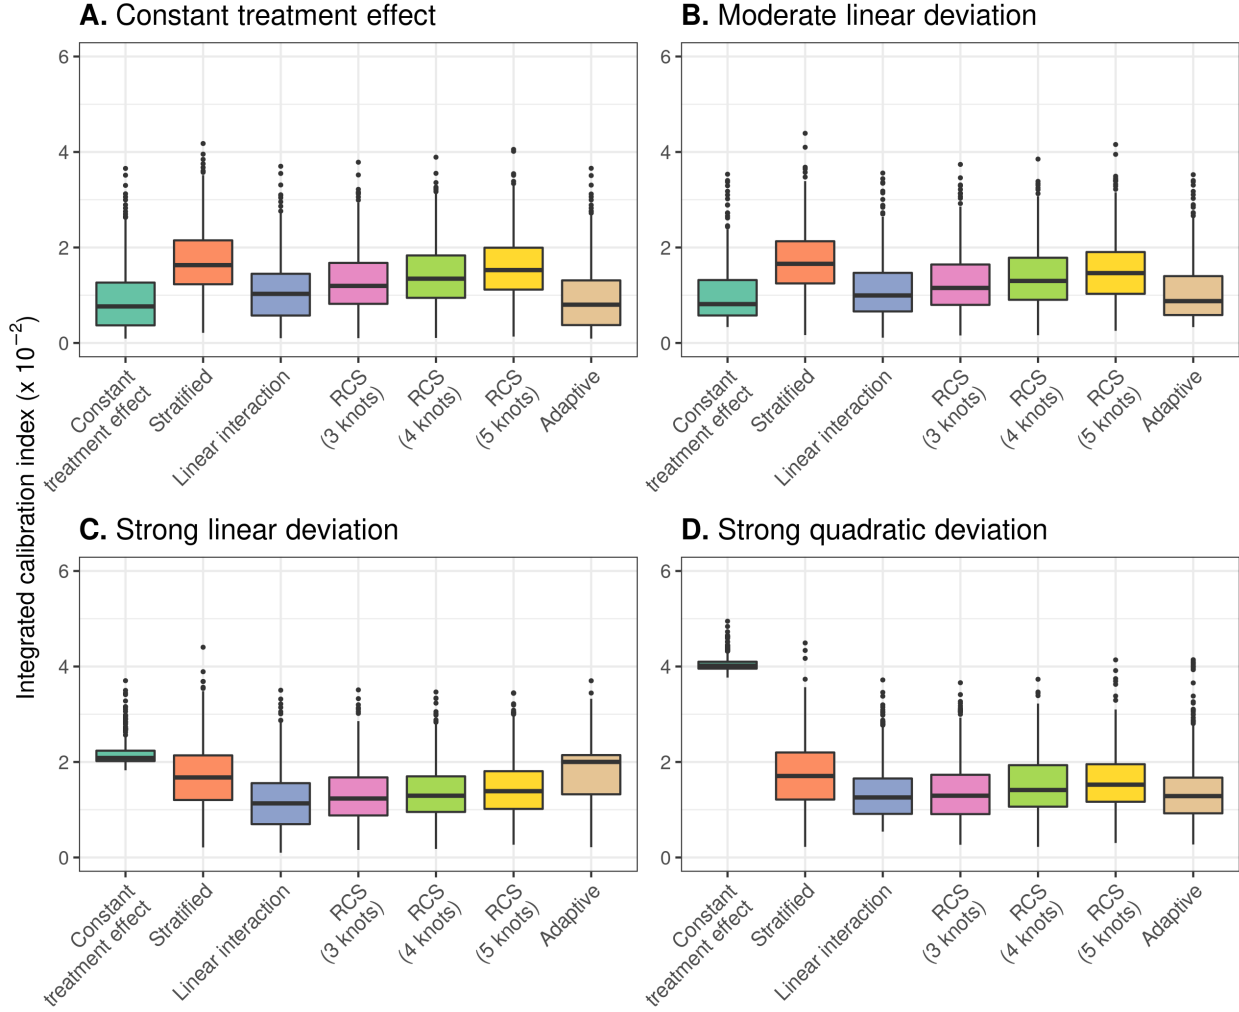 A. Constant treatment effect
6
4
2
0
Constant
treatment effect
Stratified
Linear interaction
RCS
(3 knots)
RCS
(4 knots)
RCS
(5 knots)
Adaptive
B. Moderate linear deviation
6
4
2
0
Constant
treatment effect
Stratified
Linear interaction
RCS
(3 knots)
RCS
(4 knots)
RCS
(5 knots)
Adaptive
Integrated calibration index (x 10⁻²)
C. Strong linear deviation
6
4
2
0
Constant
treatment effect
Stratified
Linear interaction
RCS
(3 knots)
RCS
(4 knots)
RCS
(5 knots)
Adaptive
D. Strong quadratic deviation
6
4
2
0
Constant
treatment effect
Stratified
Linear interaction
RCS
(3 knots)
RCS
(4 knots)
RCS
(5 knots)
Adaptive